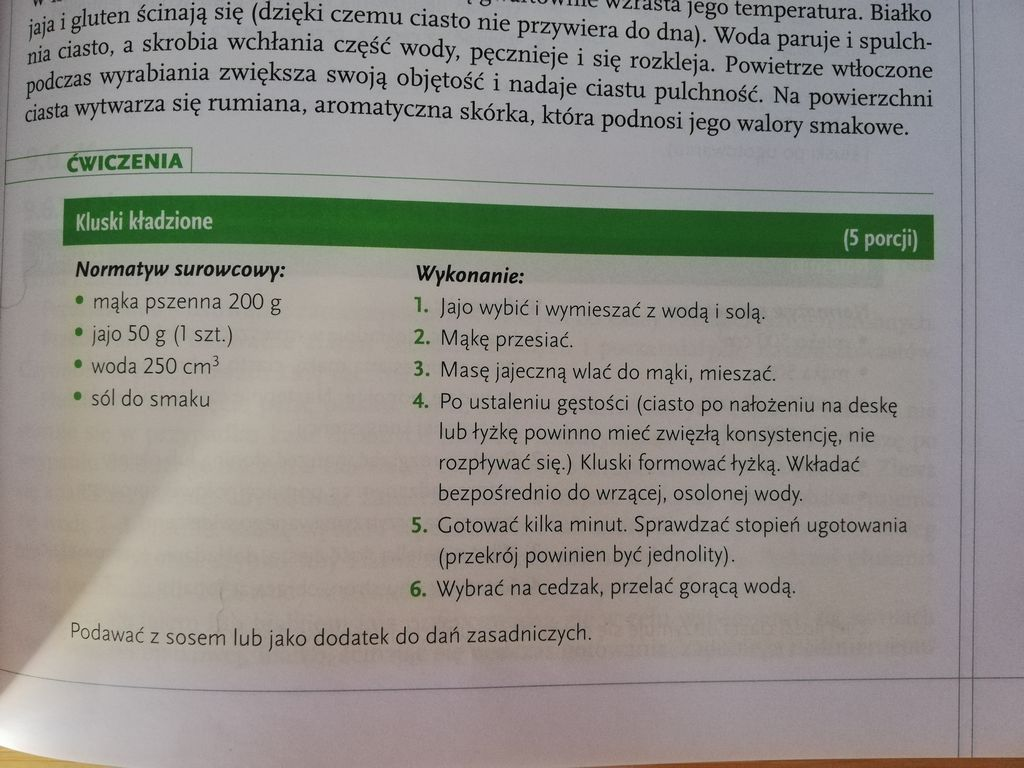 wzrasta jego temperatura. Białko
jaja i gluten ścinają się (dzięki czemu ciasto nie przywiera do dna). Woda paruje i spulch-
nia ciasto, a skrobia wchłania część wody, pęcznieje i się rozkleja. Powietrze wtłoczone
podczas wyrabiania zwiększa swoją objętość i nadaje ciastu pulchność. Na powierzchni
ciasta wytwarza się rumiana, aromatyczna skórka, która podnosi jego walory smakowe.
ĆWICZENIA
Kluski kładzione (5 porcji)
Normatyw surowcowy:
• mąka pszenna 200 g
• jajo 50 g (1 szt.)
• woda 250 cm³
• sól do smaku
Wykonanie:
1. Jajo wybić i wymieszać z wodą i solą.
2. Mąkę przesiać.
3. Masę jajeczną wlać do mąki, mieszać.
4. Po ustaleniu gęstości (ciasto po nałożeniu na deskę
lub łyżkę powinno mieć zwięzłą konsystencję, nie
rozpływać się.) Kluski formować łyżką. Wkładać
bezpośrednio do wrzącej, osolonej wody.
5. Gotować kilka minut. Sprawdzać stopień ugotowania
(przekrój powinien być jednolity).
6. Wybrać na cedzak, przelać gorącą wodą.
Podawać z sosem lub jako dodatek do dań zasadniczych.